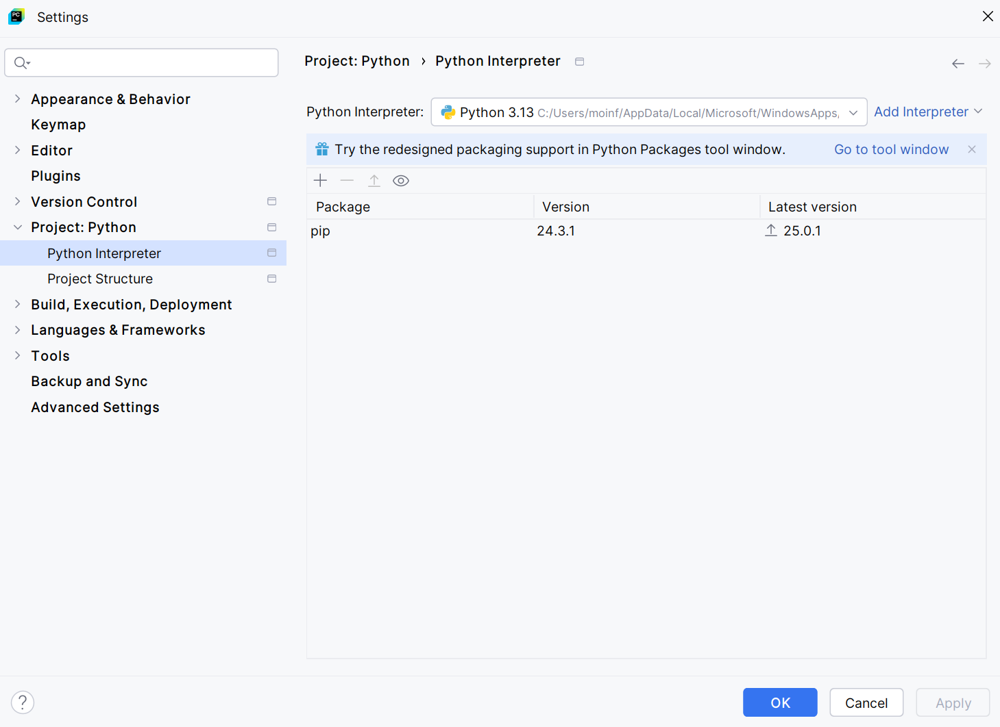 PC
Settings
Project: Python › Python Interpreter
Appearance & Behavior
Keymap
Editor
Plugins
Version Control
Project: Python
Python Interpreter
Project Structure
Build, Execution, Deployment
Languages & Frameworks
Tools
Backup and Sync
Advanced Settings
Python Interpreter: Python 3.13 C:/Users/moinf/AppData/Local/Microsoft/WindowsApps, Add Interpreter
Try the redesigned packaging support in Python Packages tool window. Go to tool window
Package Version Latest version
pip 24.3.1 25.0.1
? OK Cancel Apply